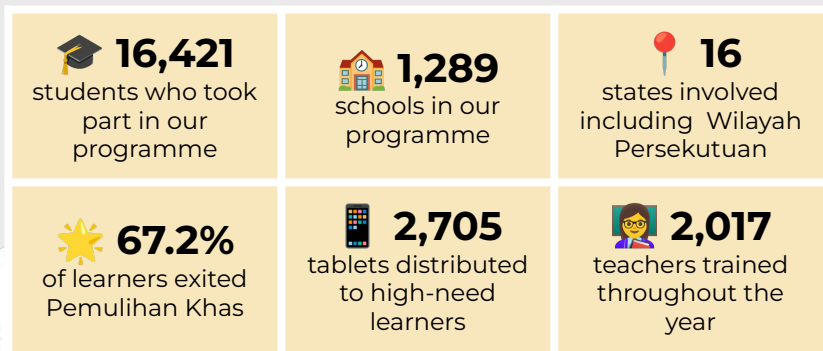 16,421
students who took
part in our
programme
1,289
schools in our
programme
16
states involved
including Wilayah
Persekutuan
67.2%
of learners exited
Pemulihan Khas
2,705
tablets distributed
to high-need
learners
2,017
teachers trained
throughout the
year